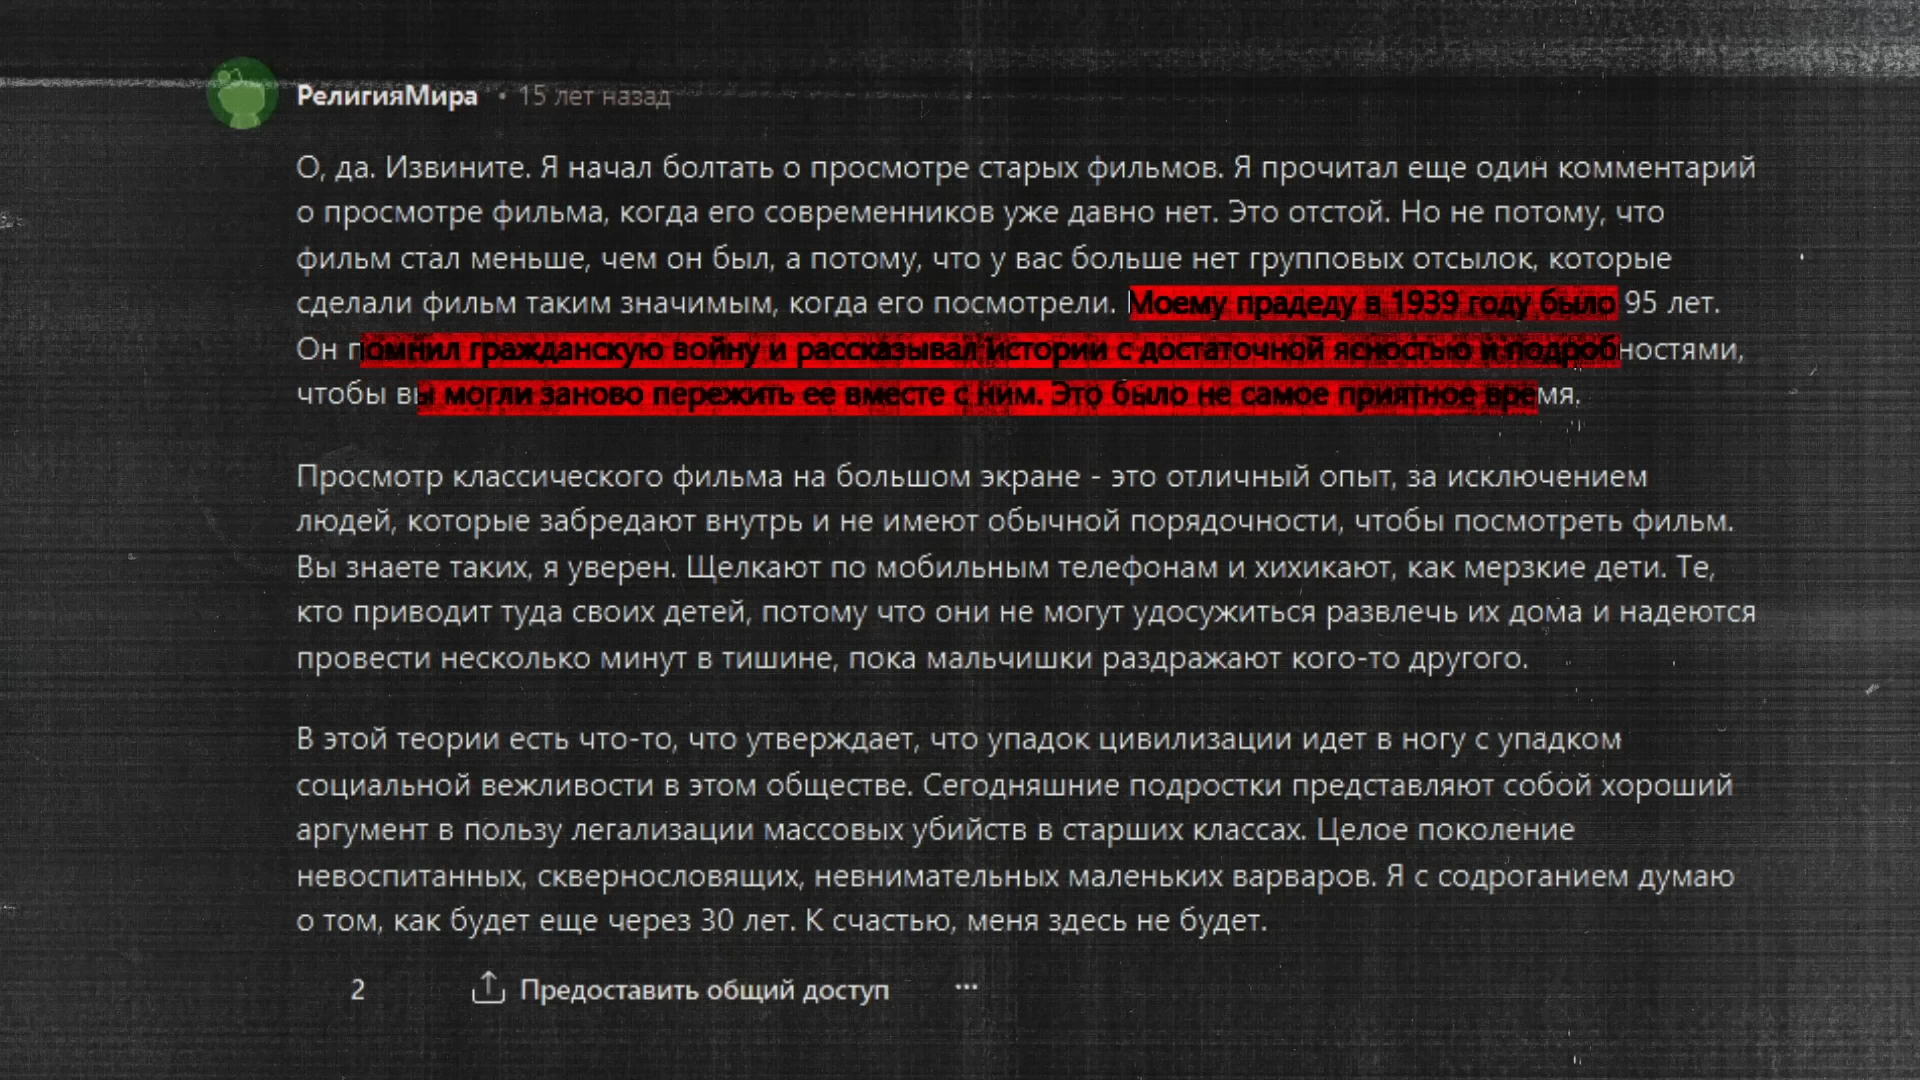 РелигияМира • 15 лет назад
О, да. Извините. Я начал болтать о просмотре старых фильмов. Я прочитал еще один комментарий
о просмотре фильма, когда его современников уже давно нет. Это отстой. Но не потому, что
фильм стал меньше, чем он был, а потому, что у вас больше нет групповых отсылок, которые
сделали фильм таким значимым, когда его посмотрели. Моему прадеду в 1939 году было 95 лет.
Он помнил гражданскую войну и рассказывал истории с достаточной ясностью и подробностями,
чтобы вы могли заново пережить ее вместе с ним. Это было не самое приятное время.
Просмотр классического фильма на большом экране - это отличный опыт, за исключением
людей, которые забредают внутрь и не имеют обычной порядочности, чтобы посмотреть фильм.
Вы знаете таких, я уверен. Щелкают по мобильным телефонам и хихикают, как мерзкие дети. Те,
кто приводит туда своих детей, потому что они не могут удосужиться развлечь их дома и надеются
провести несколько минут в тишине, пока мальчишки раздражают кого-то другого.
В этой теории есть что-то, что утверждает, что упадок цивилизации идет в ногу с упадком
социальной вежливости в этом обществе. Сегодняшние подростки представляют собой хороший
аргумент в пользу легализации массовых убийств в старших классах. Целое поколение
невоспитанных, сквернословящих, невнимательных маленьких варваров. Я с содроганием думаю
о том, как будет еще через 30 лет. К счастью, меня здесь не будет.
2 Предоставить общий доступ ...